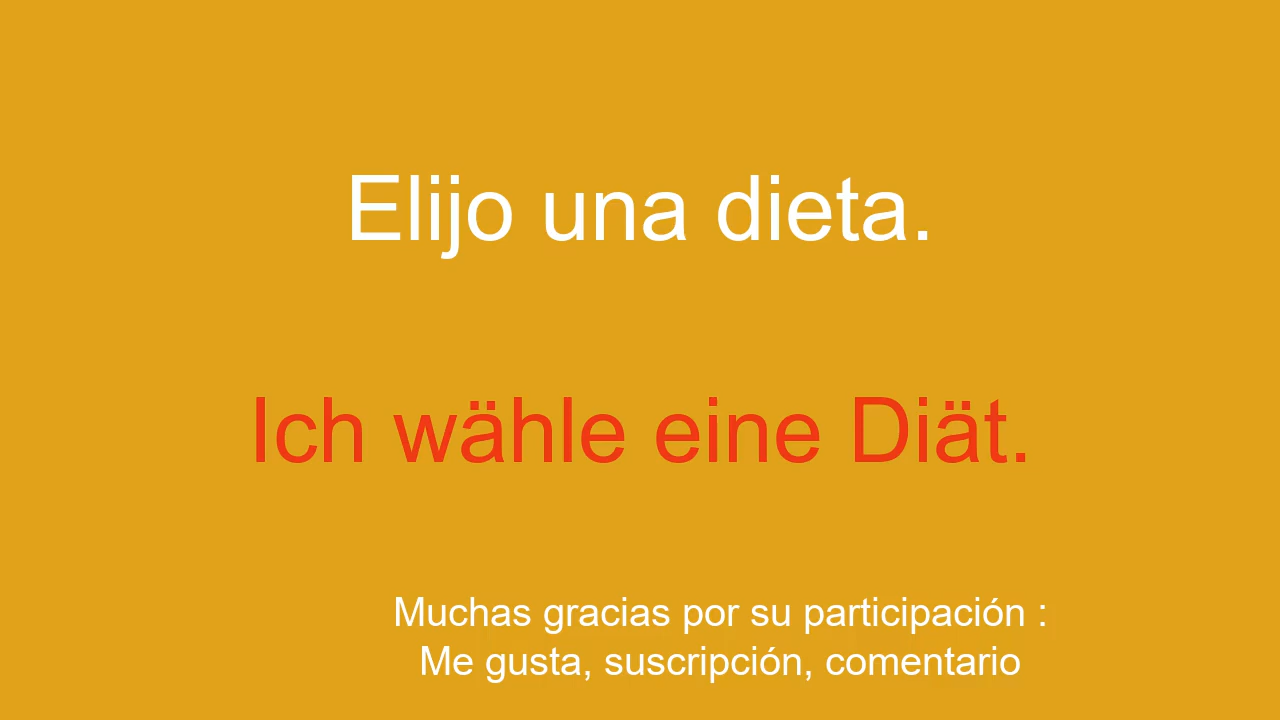 Elijo una dieta.
Ich wähle eine Diät.
Muchas gracias por su participación :
Me gusta, suscripción, comentario